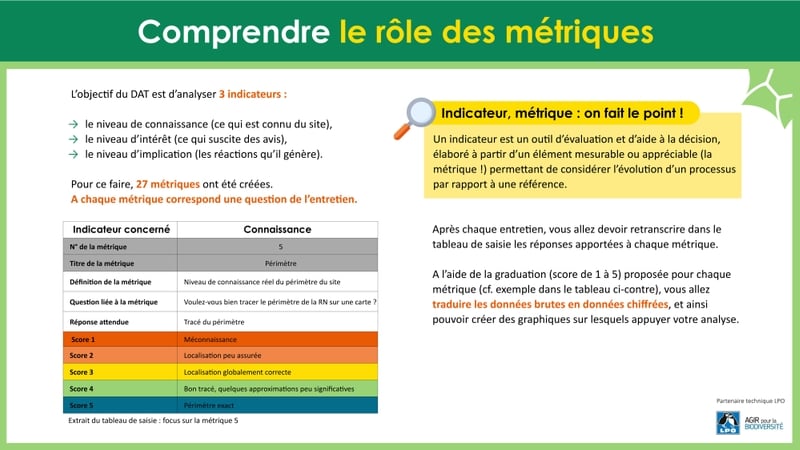 Comprendre le rôle des métriques
L’objectif du DAT est d’analyser 3 indicateurs :
→ le niveau de connaissance (ce qui est connu du site),
→ le niveau d’intérêt (ce qui suscite des avis),
→ le niveau d’implication (les réactions qu’il génère).
Pour ce faire, 27 métriques ont été créées.
A chaque métrique correspond une question de l’entretien.
Indicateur concerné Connaissance
N° de la métrique 5
Titre de la métrique Périmètre
Définition de la métrique Niveau de connaissance réel du périmètre du site
Question liée à la métrique Voulez-vous bien tracer le périmètre de la RN sur une carte ?
Réponse attendue Tracé du périmètre
Score 1 Méconnaissance
Score 2 Localisation peu assurée
Score 3 Localisation globalement correcte
Score 4 Bon tracé, quelques approximations peu significatives
Score 5 Périmètre exact
Extrait du tableau de saisie : focus sur la métrique 5
Indicateur, métrique : on fait le point !
Un indicateur est un outil d’évaluation et d’aide à la décision,
élaboré à partir d’un élément mesurable ou appréciable (la
métrique !) permettant de considérer l’évolution d’un processus
par rapport à une référence.
Après chaque entretien, vous allez devoir retranscrire dans le
tableau de saisie les réponses apportées à chaque métrique.
A l’aide de la graduation (score de 1 à 5) proposée pour chaque
métrique (cf. exemple dans le tableau ci-contre), vous allez
traduire les données brutes en données chiffrées, et ainsi
pouvoir créer des graphiques sur lesquels appuyer votre analyse.
Partenaire technique LPO
LPO
AGIR pour la
BIODIVERSITÉ